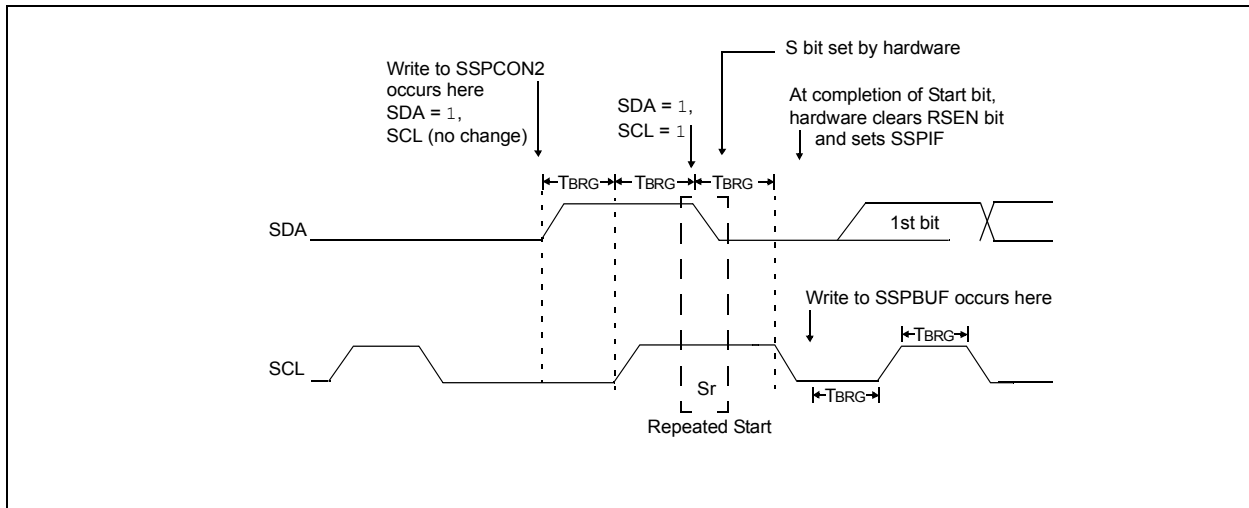 S bit set by hardware
Write to SSPCON2
occurs here
SDA = 1,
SCL (no change)
SDA = 1,
SCL = 1
At completion of Start bit,
hardware clears RSEN bit
and sets SSPIF
TBRG TBRG TBRG
SDA
1st bit
Write to SSPBUF occurs here
TBRG
SCL
Sr
TBRG
Repeated Start